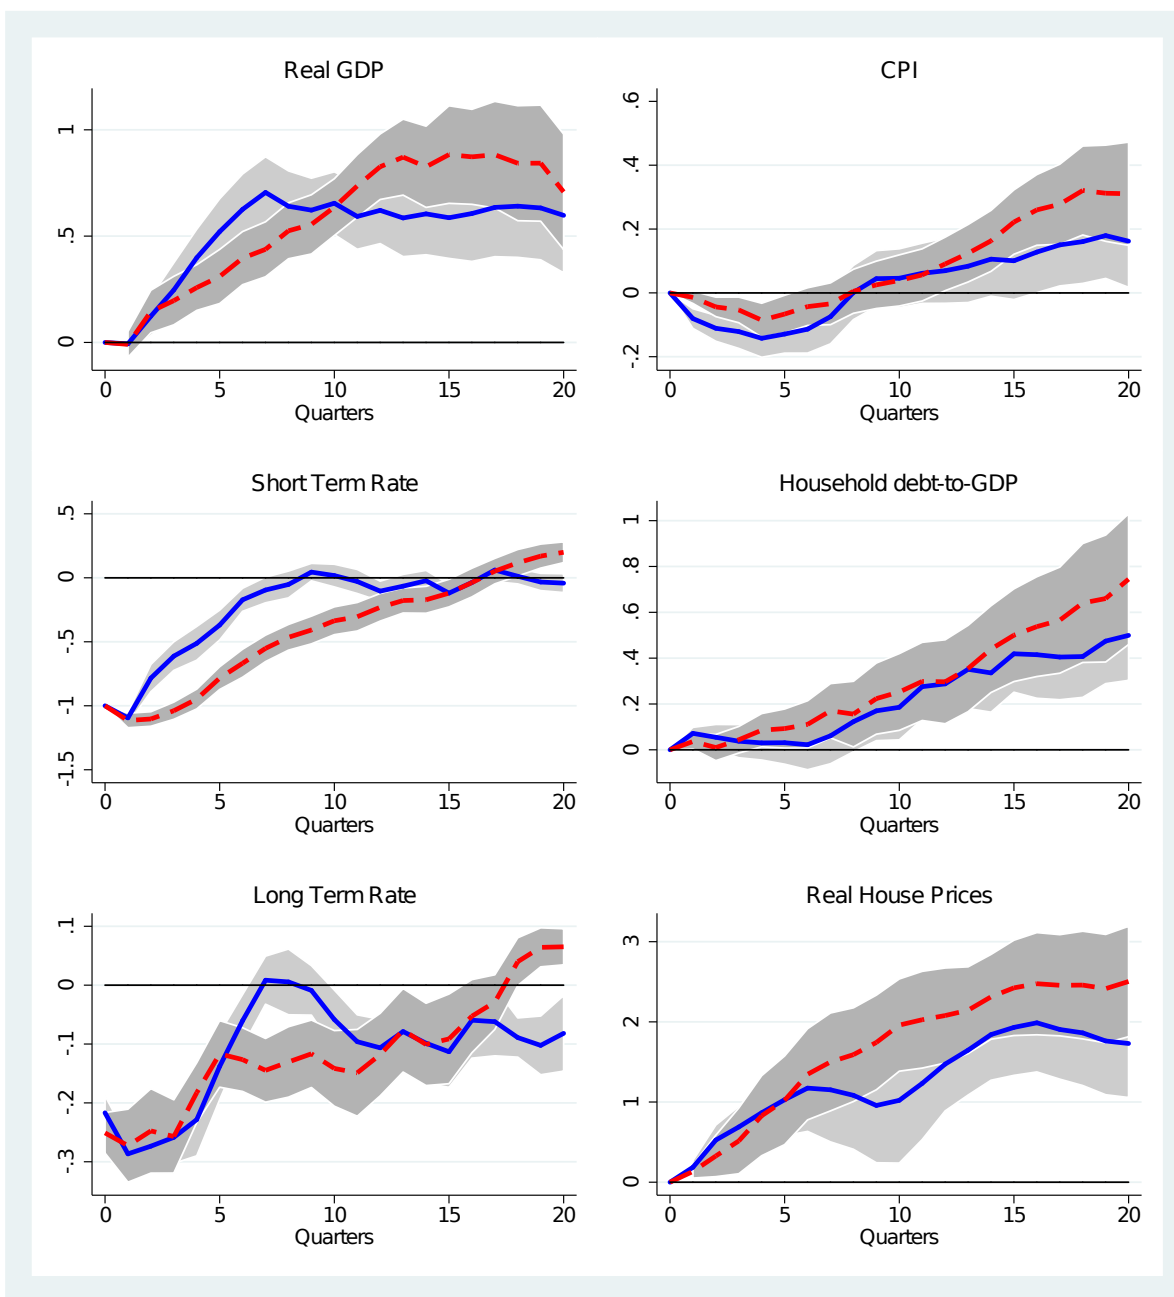 Real GDP
1
.5
0
0 5 10 15 20
Quarters
CPI
.6
.4
.2
0
-.2
0 5 10 15 20
Quarters
Short Term Rate
.5
0
-.5
-1
-1.5
0 5 10 15 20
Quarters
Household debt-to-GDP
1
.8
.6
.4
.2
0
0 5 10 15 20
Quarters
Long Term Rate
.1
0
-.1
-.2
-.3
0 5 10 15 20
Quarters
Real House Prices
3
2
1
0
0 5 10 15 20
Quarters